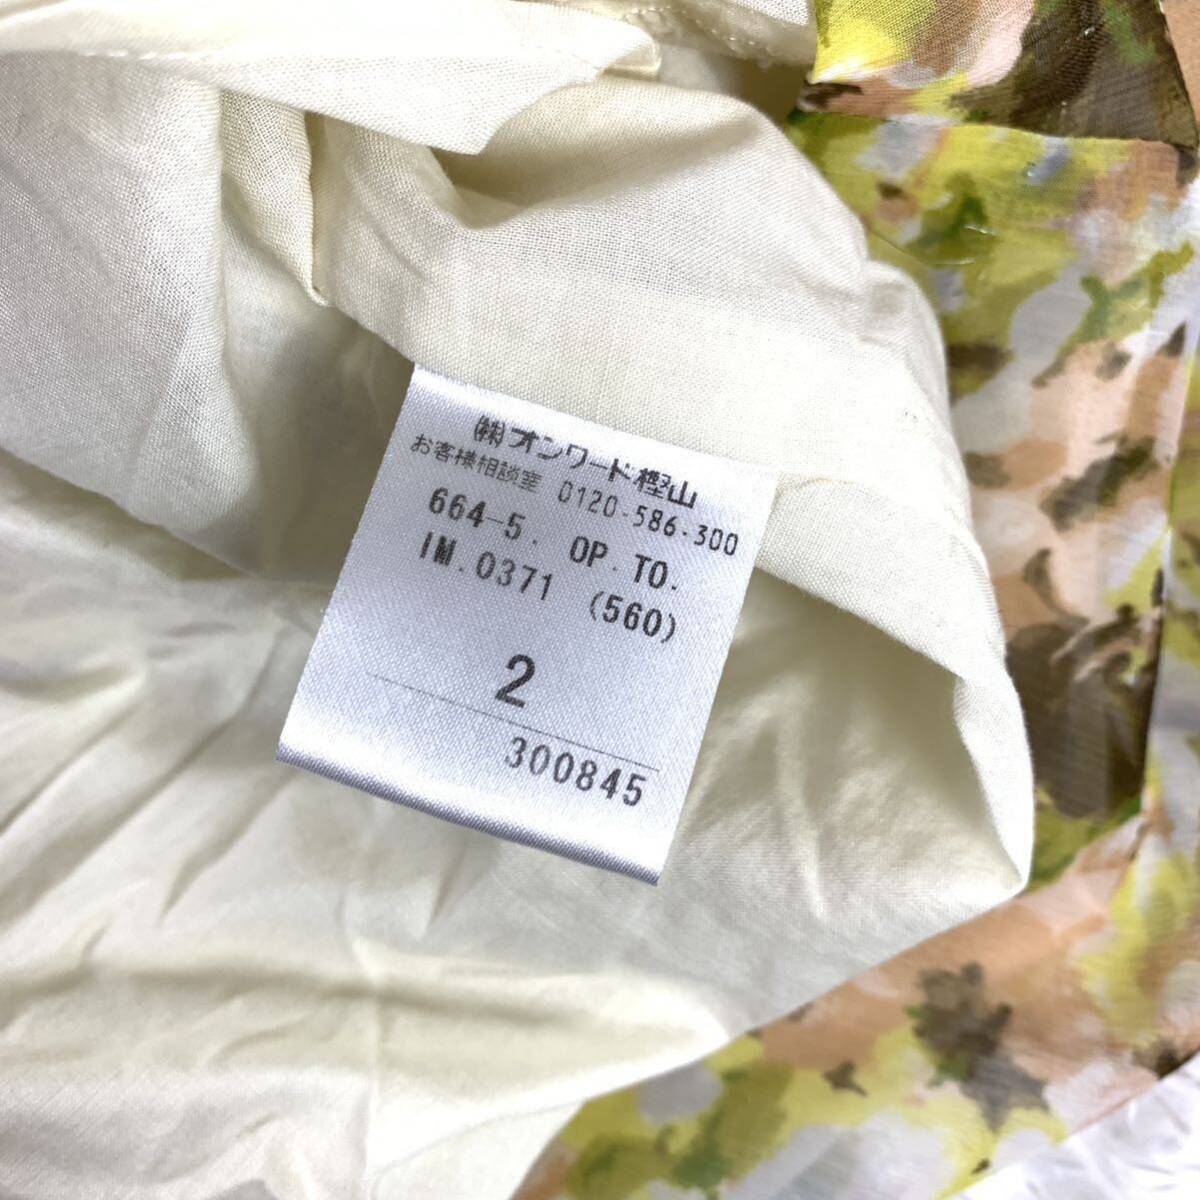 ㈱オンワード樫山
お客様相談室 0120-586-300
664-5. OP. TO.
IM.0371 (560)
2
300845